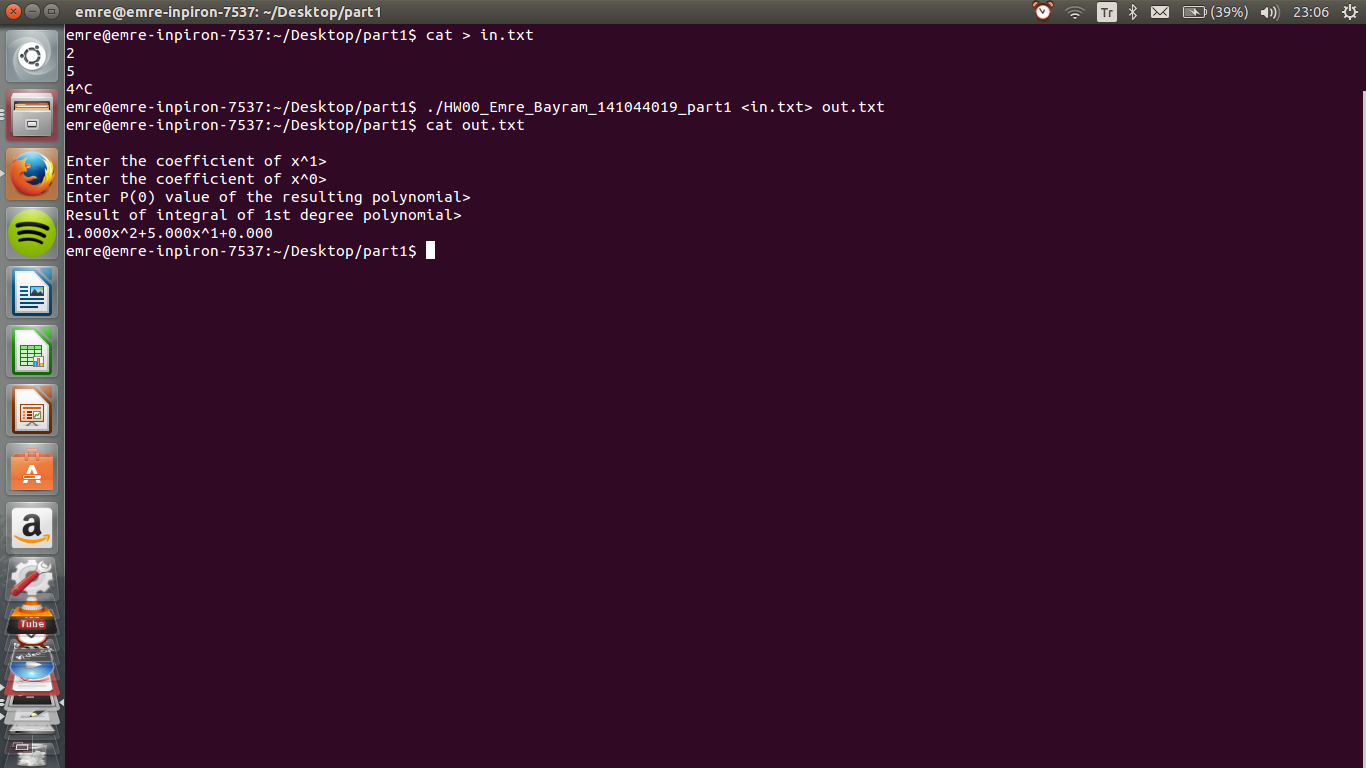 emre@emre-inpiron-7537: ~/Desktop/part1
Tr
(39%)
23:06
emre@emre-inpiron-7537:~/Desktop/part1$ cat > in.txt
2
5
4^C
emre@emre-inpiron-7537:~/Desktop/part1$ ./HW00_Emre_Bayram_141044019_part1 <in.txt> out.txt
emre@emre-inpiron-7537:~/Desktop/part1$ cat out.txt
Enter the coefficient of x^1>
Enter the coefficient of x^0>
Enter P(0) value of the resulting polynomial>
Result of integral of 1st degree polynomial>
1.000x^2+5.000x^1+0.000
emre@emre-inpiron-7537:~/Desktop/part1$
a
Tube